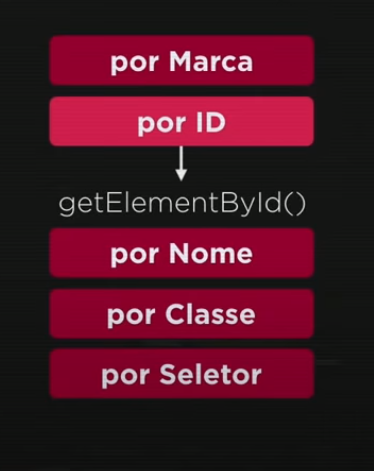 por Marca
por ID
getElementById()
por Nome
por Classe
por Seletor